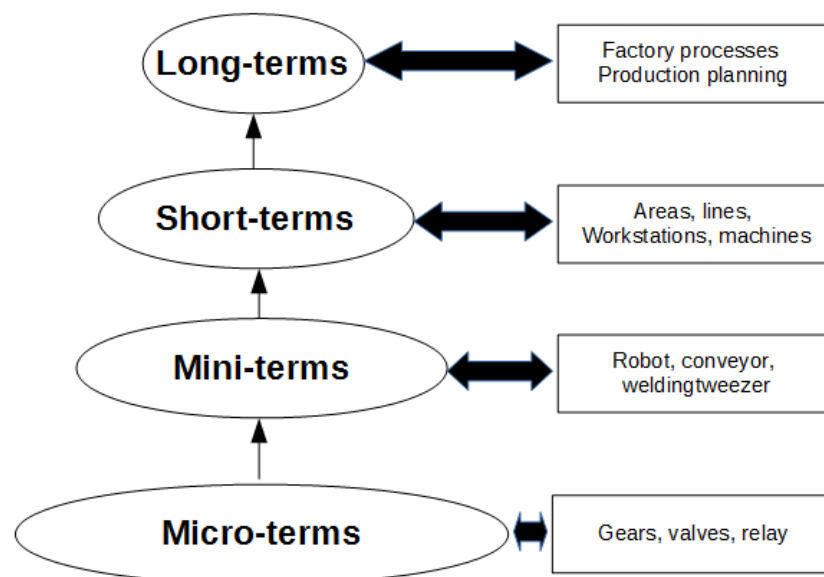 Long-terms
Factory processes
Production planning
Short-terms
Areas, lines,
Workstations, machines
Mini-terms
Robot, conveyor,
weldingtweezer
Micro-terms
Gears, valves, relay